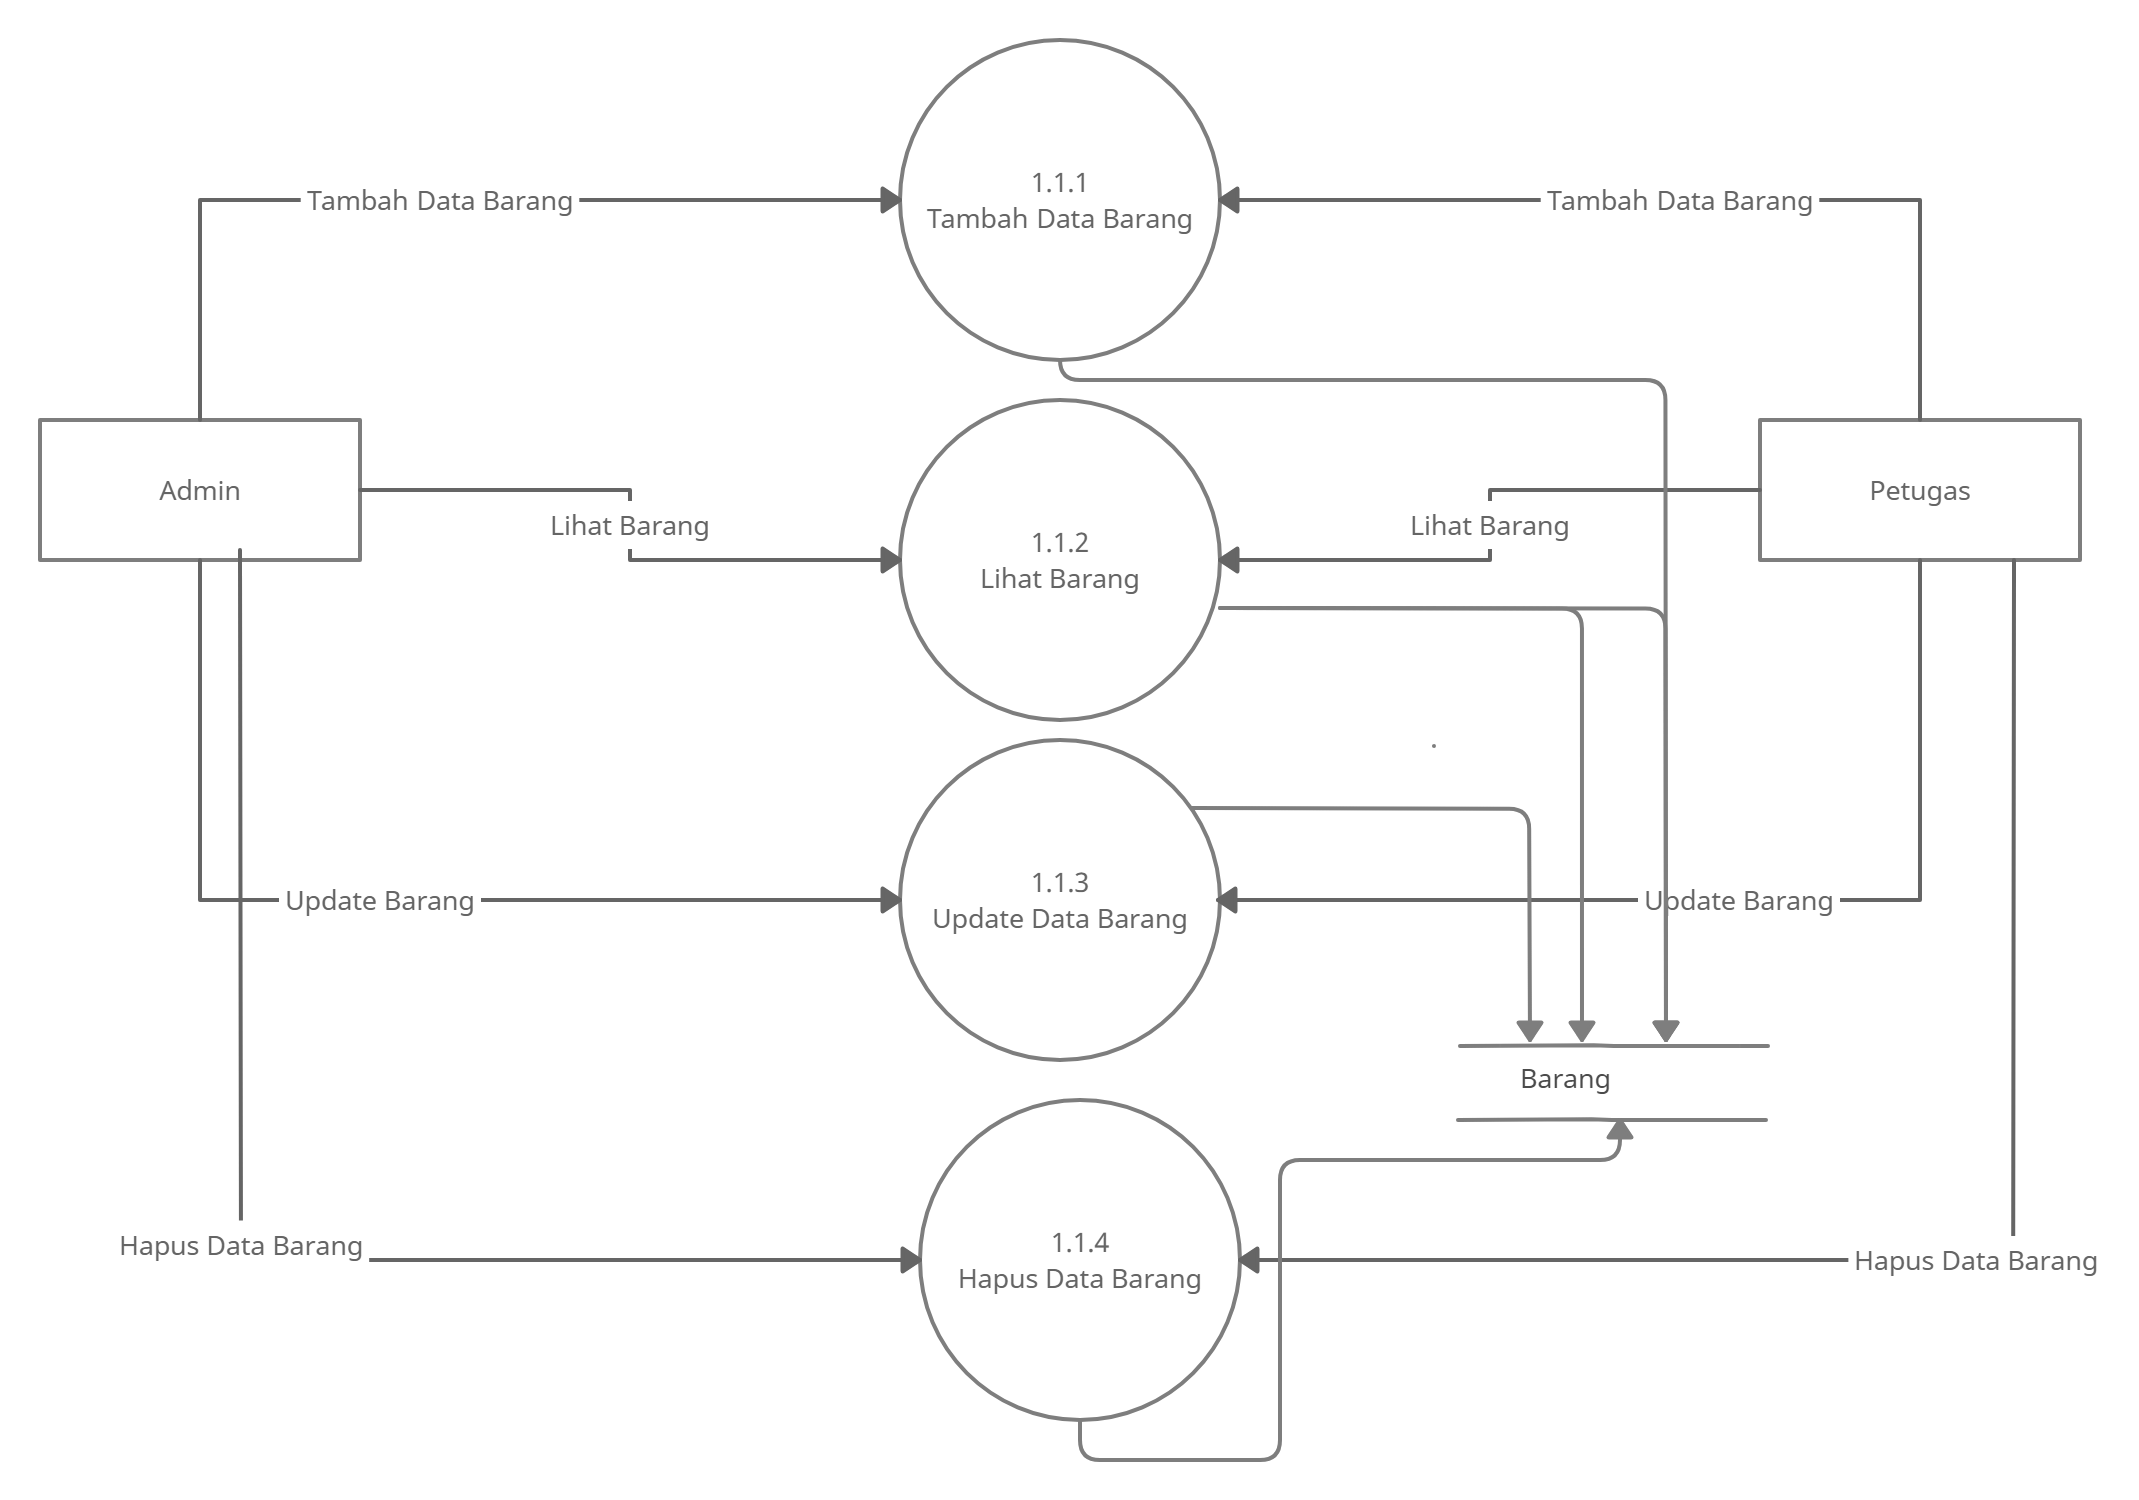 1.1.1
Tambah Data Barang
Tambah Data Barang
Tambah Data Barang
Admin
Petugas
Lihat Barang
Lihat Barang
1.1.2
Lihat Barang
1.1.3
Update Data Barang
Update Barang
Update Barang
Barang
1.1.4
Hapus Data Barang
Hapus Data Barang
Hapus Data Barang